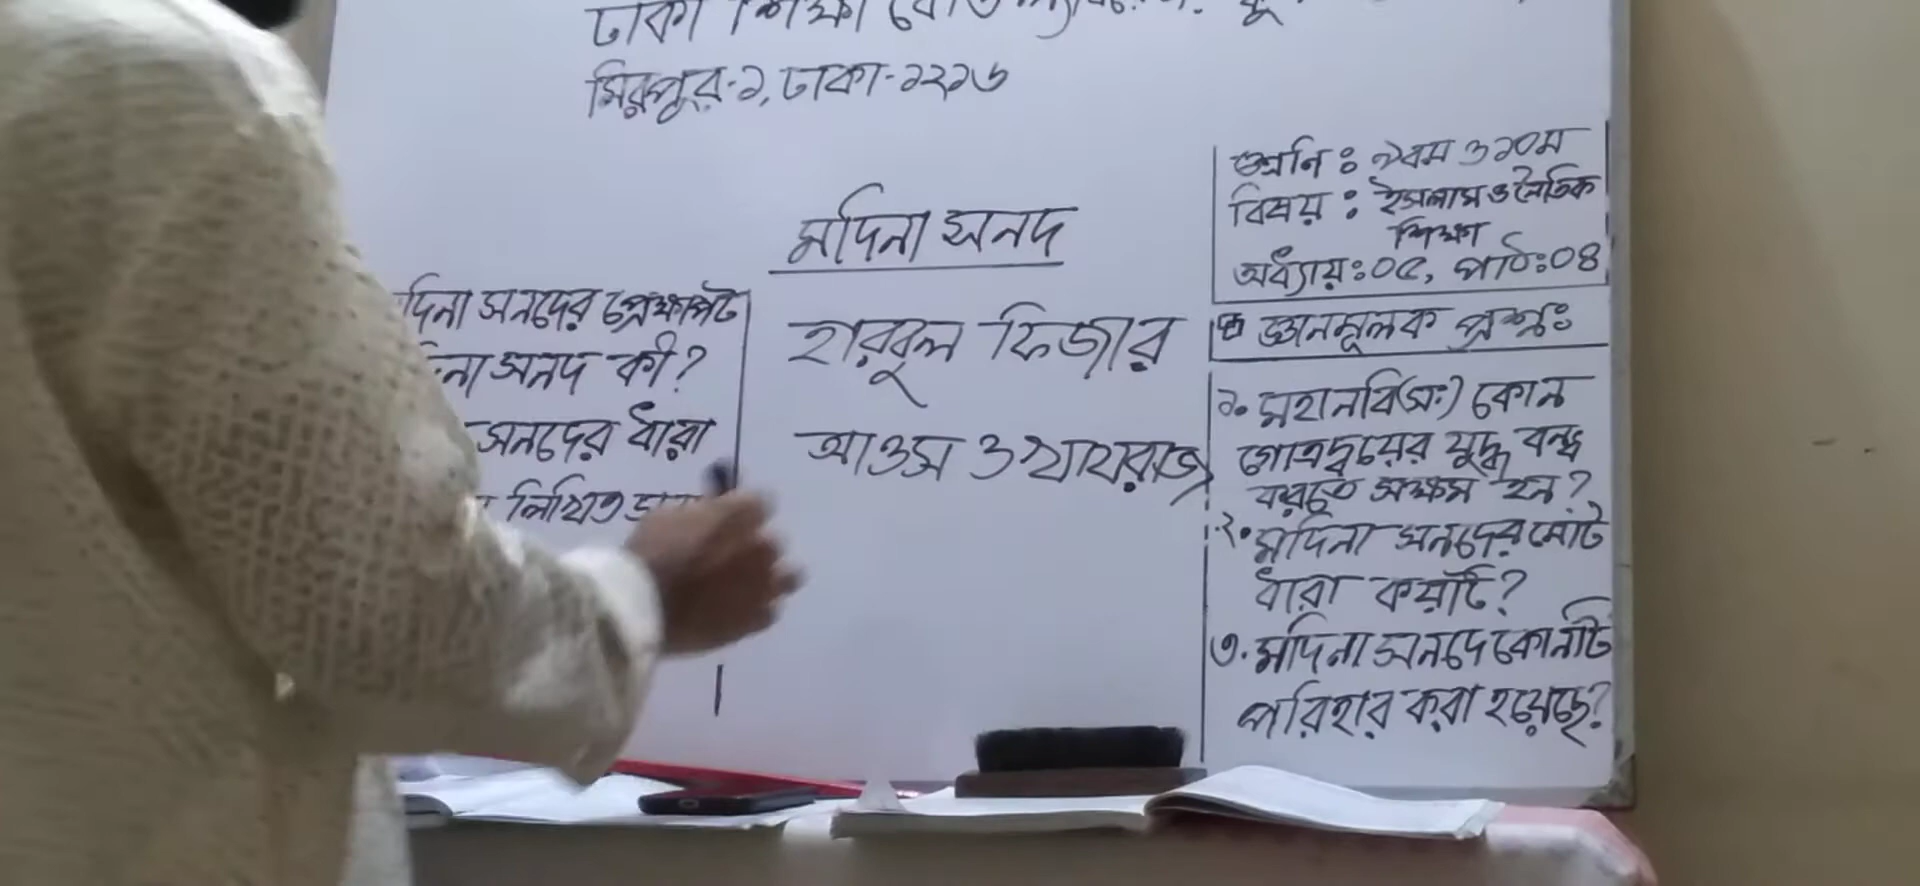 ঢাকা শিক্ষা বোর্ড
মিরপুর-১, ঢাকা-১২১৬
শ্রেণি : ৯বম ও ১০ম
বিষয় : ইসলাম ও নৈতিক
শিক্ষা
অধ্যায়ঃ ০৫, পাঠঃ ০৪
মদিনা সনদ
দিনা সনদের প্রেক্ষাপট
না সনদ কী?
সনদের ধারা
লিখিত
হারবুল ফিজার
আওস ও খাযরাজ
জ্ঞানমূলক প্রশ্নঃ
১. মহানবি(সঃ) কোন
গোত্রদ্বয়ের যুদ্ধ বন্ধ
করতে সক্ষম হন?
২. মদিনা সনদের মোট
ধারা কয়টি?
৩. মদিনা সনদে কোনটি
পরিহার করা হয়েছে?